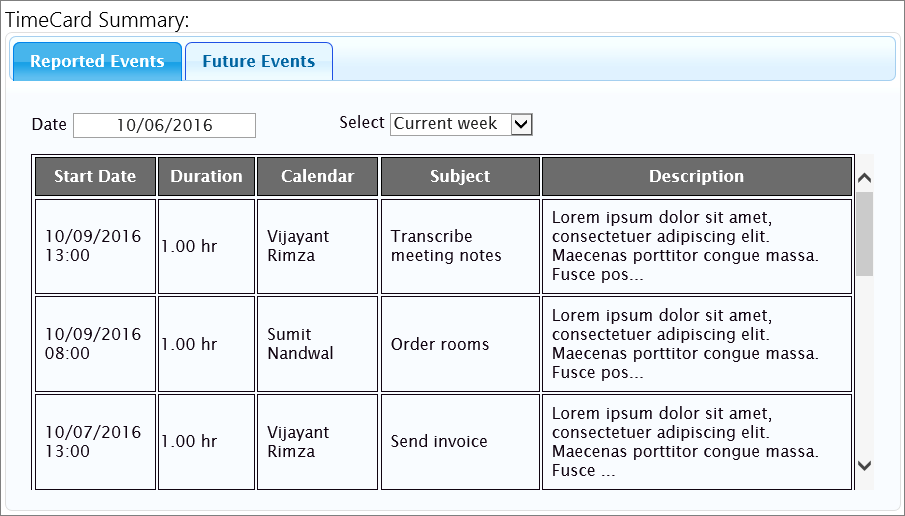 TimeCard Summary:
Reported Events Future Events
Date 10/06/2016 Select Current week
Start Date Duration Calendar Subject Description
10/09/2016
13:00
1.00 hr
Vijayant
Rimza
Transcribe
meeting notes
Lorem ipsum dolor sit amet,
consectetuer adipiscing elit.
Maecenas porttitor congue massa.
Fusce pos...
10/09/2016
08:00
1.00 hr
Sumit
Nandwal
Order rooms
Lorem ipsum dolor sit amet,
consectetuer adipiscing elit.
Maecenas porttitor congue massa.
Fusce pos...
10/07/2016
13:00
1.00 hr
Vijayant
Rimza
Send invoice
Lorem ipsum dolor sit amet,
consectetuer adipiscing elit.
Maecenas porttitor congue massa.
Fusce ...